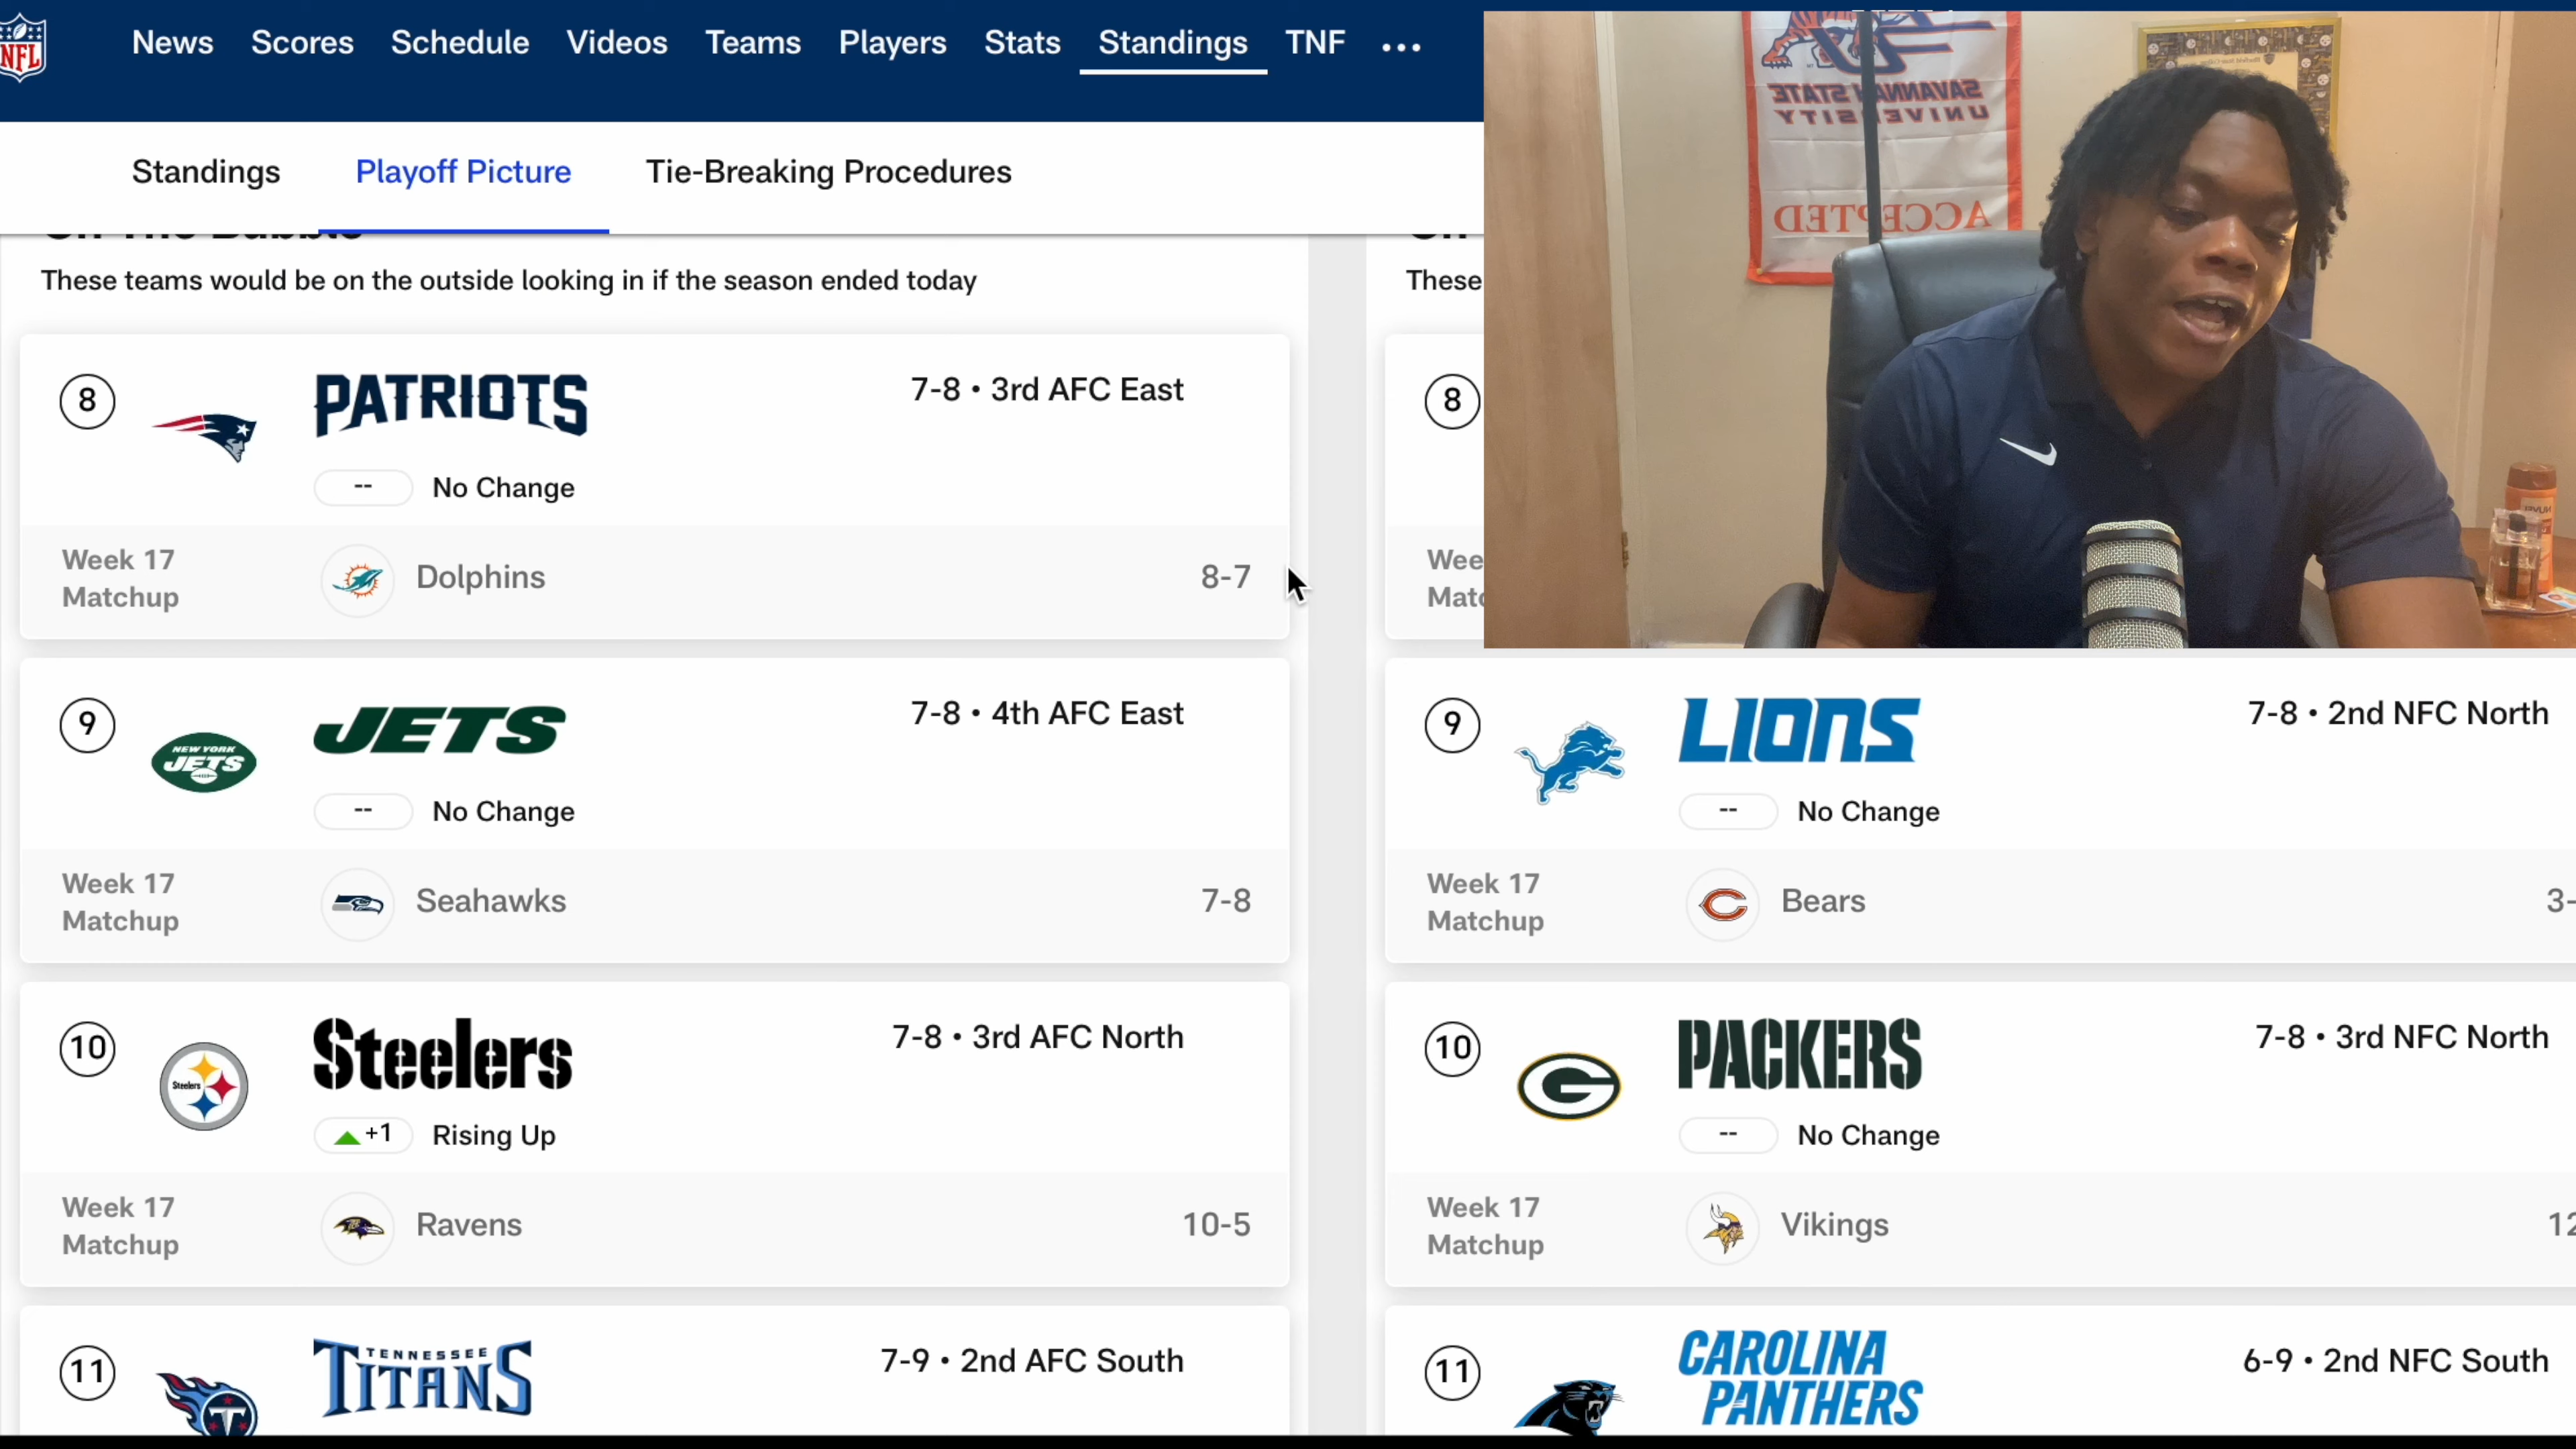 NFL
News Scores Schedule Videos Teams Players Stats Standings TNF ...
Standings Playoff Picture Tie-Breaking Procedures
These teams would be on the outside looking in if the season ended today
These
8 PATRIOTS 7-8 • 3rd AFC East
-- No Change
Week 17 Matchup Dolphins 8-7
8
9 JETS 7-8 • 4th AFC East
NEW YORK JETS
-- No Change
Week 17 Matchup Seahawks 7-8
9 LIONS 7-8 • 2nd NFC North
-- No Change
Week 17 Matchup Bears 3-
10 Steelers 7-8 • 3rd AFC North
Steelers
+1 Rising Up
Week 17 Matchup Ravens 10-5
10 PACKERS 7-8 • 3rd NFC North
G
-- No Change
Week 17 Matchup Vikings 12
11 TENNESSEE TITANS 7-9 • 2nd AFC South
T
11 CAROLINA PANTHERS 6-9 • 2nd NFC South
SAVANNAH STATE
UNIVERSITY
ACCEPTED